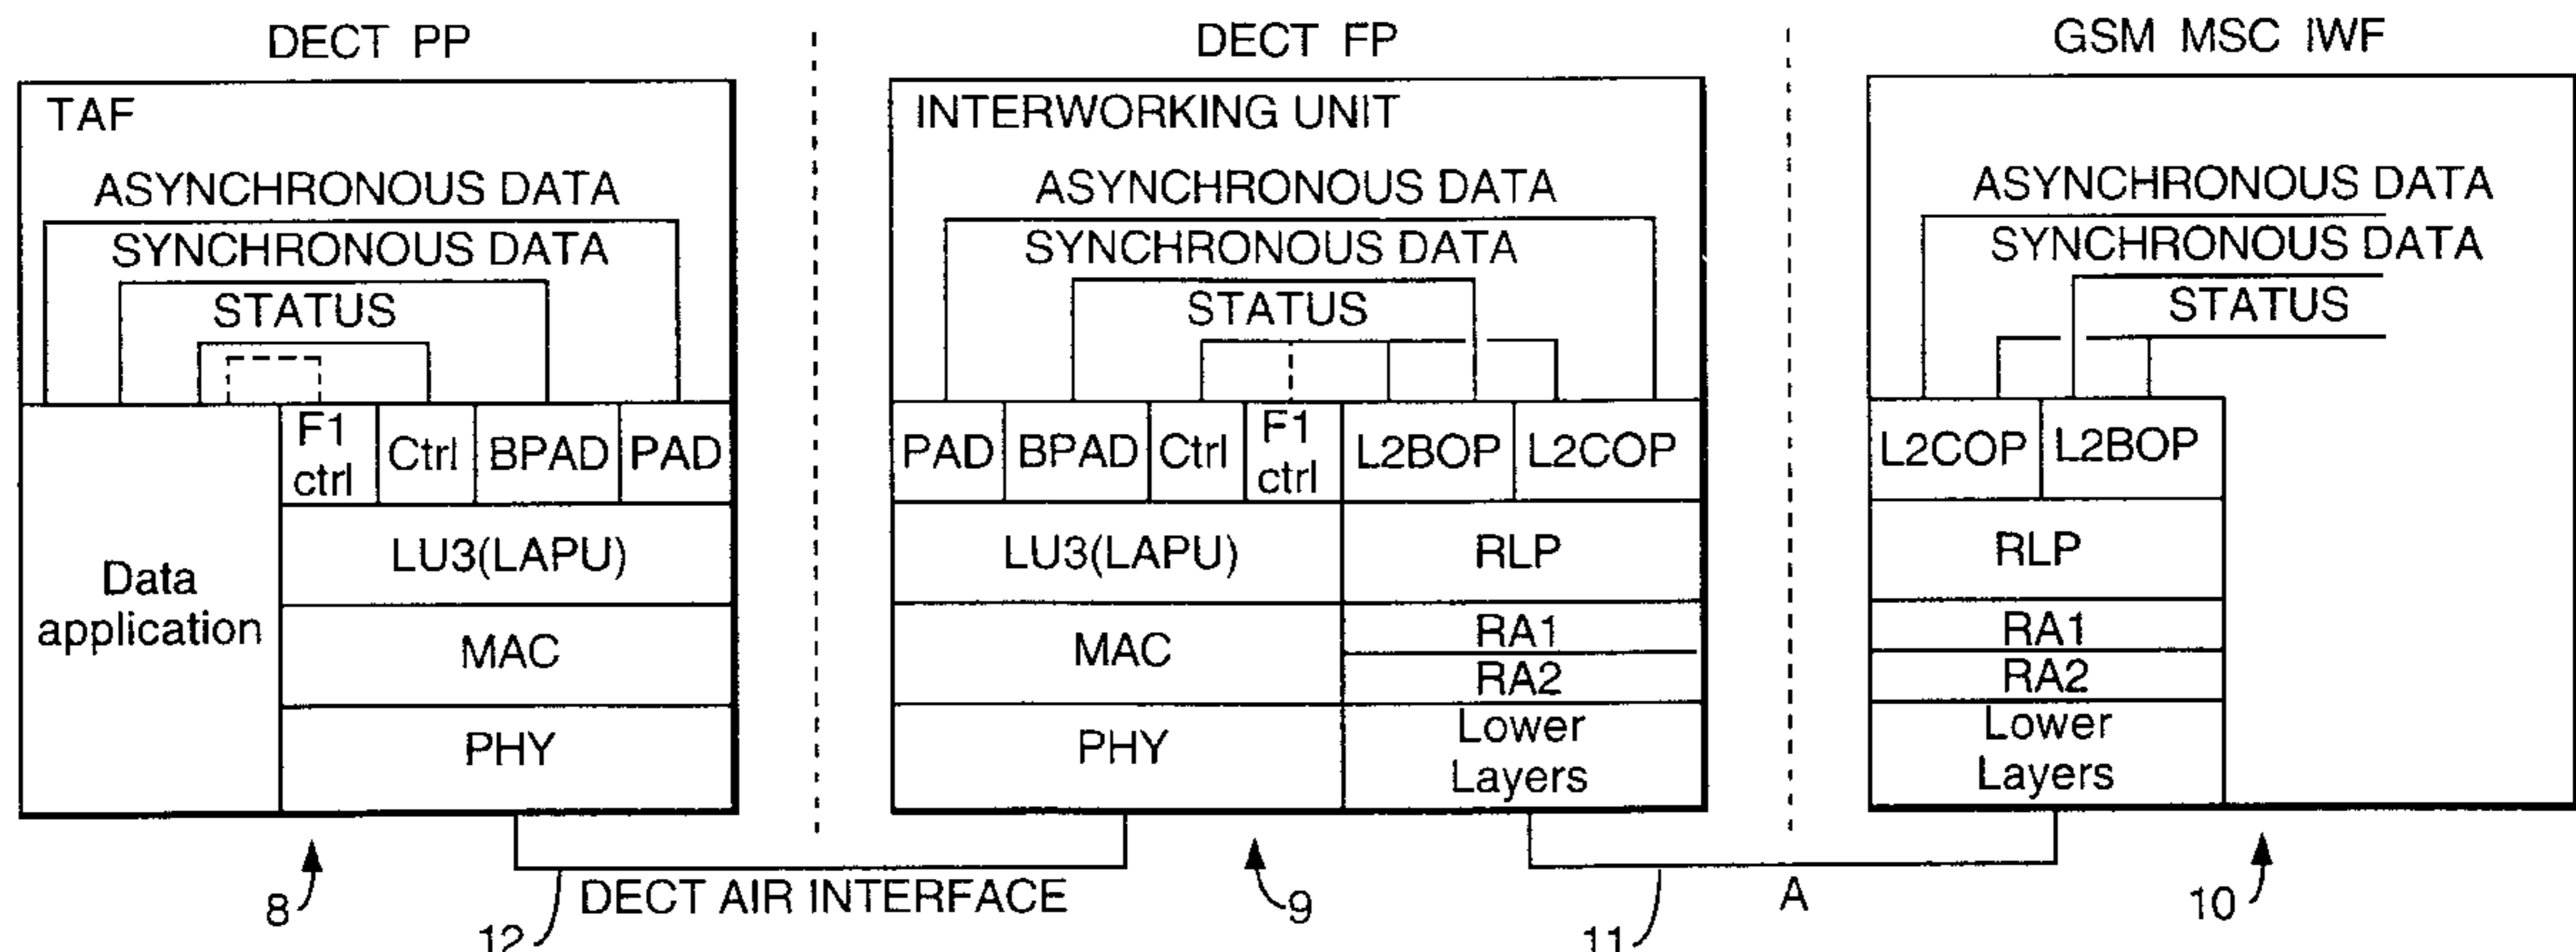 DECT PP
DECT FP
GSM MSC IWF
TAF
ASYNCHRONOUS DATA
SYNCHRONOUS DATA
STATUS
Data
application
F1
ctrl
Ctrl
BPAD
PAD
LU3(LAPU)
MAC
PHY
INTERWORKING UNIT
ASYNCHRONOUS DATA
SYNCHRONOUS DATA
STATUS
PAD
BPAD
Ctrl
F1
ctrl
L2BOP
L2COP
LU3(LAPU)
RLP
MAC
RA1
RA2
PHY
Lower
Layers
ASYNCHRONOUS DATA
SYNCHRONOUS DATA
STATUS
L2COP
L2BOP
RLP
RA1
RA2
Lower
Layers
8
12
DECT AIR INTERFACE
9
11
A
10